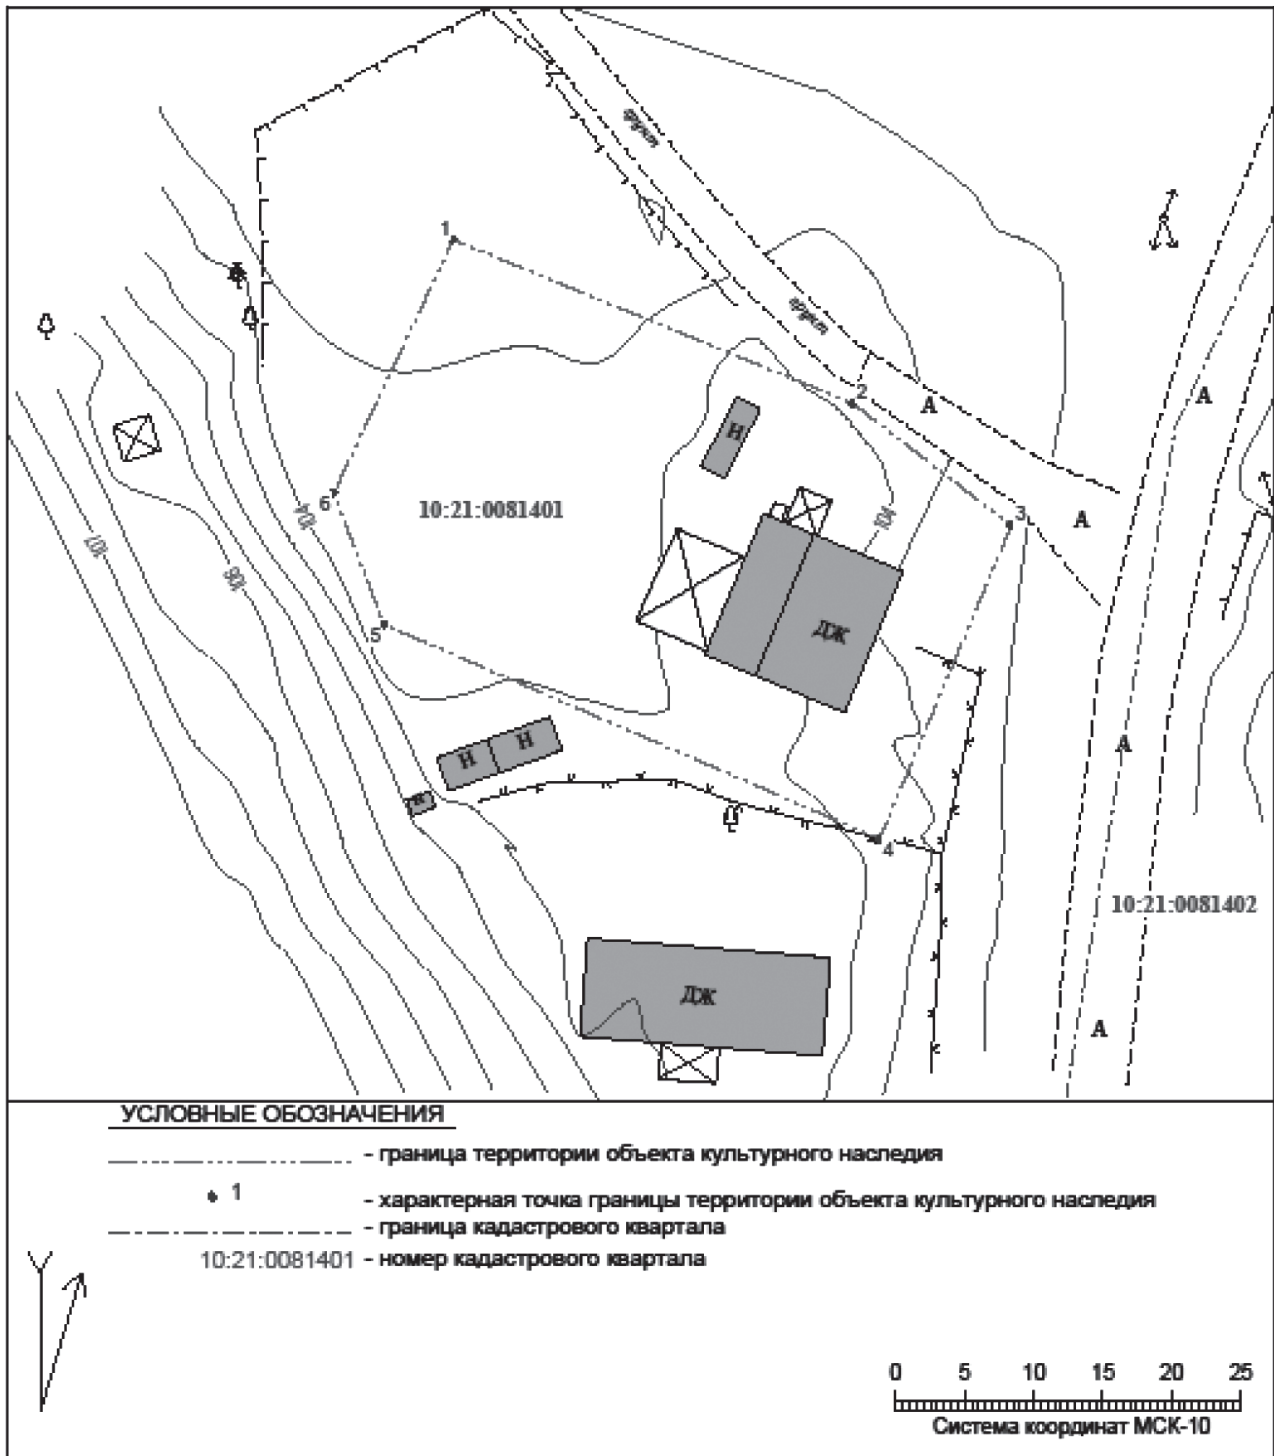 грунт
1
грунт
2
А
А
Н
6
104
10:21:0081401
104
3
А
107
106
5
ДЖ
Н
Н
А
4
10:21:0081402
ДЖ
А
УСЛОВНЫЕ ОБОЗНАЧЕНИЯ
- граница территории объекта культурного наследия
1 - характерная точка границы территории объекта культурного наследия
- граница кадастрового квартала
10:21:0081401 - номер кадастрового квартала
0 5 10 15 20 25
Система координат МСК-10